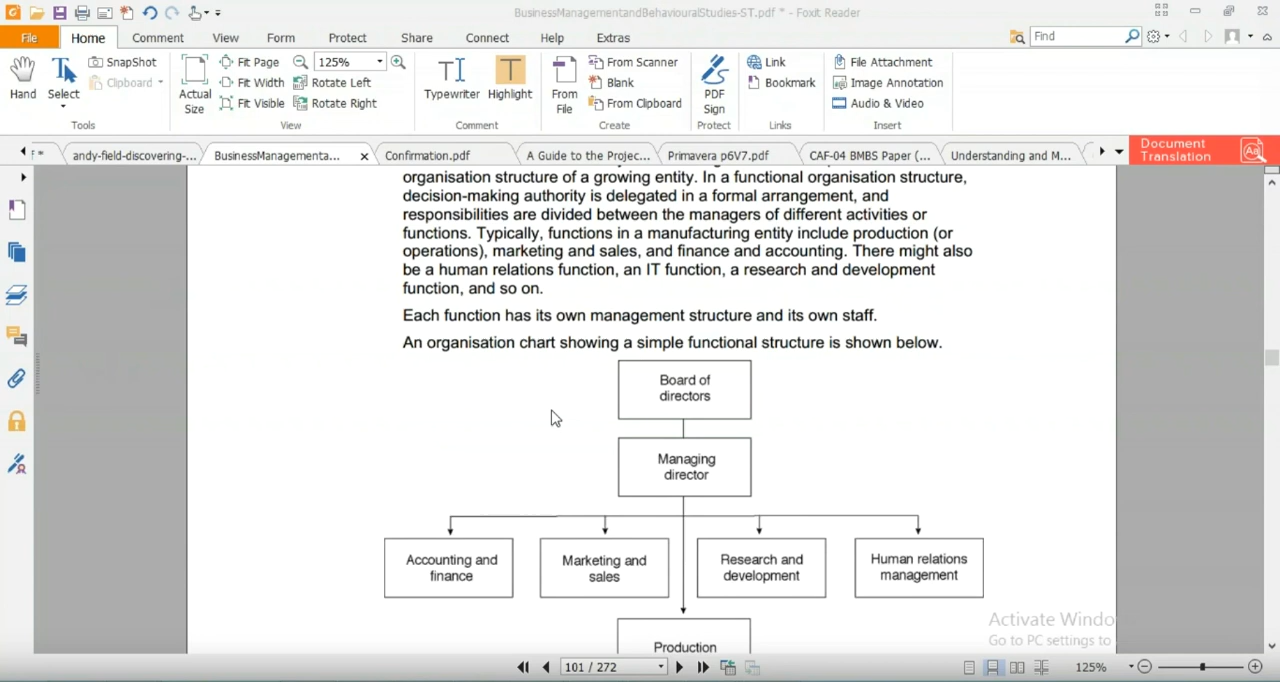 BusinessManagementandBehaviouralStudies-ST.pdf * - Foxit Reader
File Home Comment View Form Protect Share Connect Help Extras Find
SnapShot Fit Page 125% From Scanner Link File Attachment
Clipboard Fit Width Rotate Left Blank Bookmark Image Annotation
Hand Select Actual Size Fit Visible Rotate Right Typewriter Highlight From File From Clipboard PDF Sign Audio & Video
Tools View Comment Create Protect Links Insert
andy-field-discovering-... BusinessManagementa... Confirmation.pdf A Guide to the Projec... Primavera p6V7.pdf CAF-04 BMBS Paper (... Understanding and M...
Document
Translation
organisation structure of a growing entity. In a functional organisation structure,
decision-making authority is delegated in a formal arrangement, and
responsibilities are divided between the managers of different activities or
functions. Typically, functions in a manufacturing entity include production (or
operations), marketing and sales, and finance and accounting. There might also
be a human relations function, an IT function, a research and development
function, and so on.
Each function has its own management structure and its own staff.
An organisation chart showing a simple functional structure is shown below.
Board of
directors
Managing
director
Accounting and
finance
Marketing and
sales
Research and
development
Human relations
management
Production
Activate Windo
Go to PC settings to
101 / 272
125%